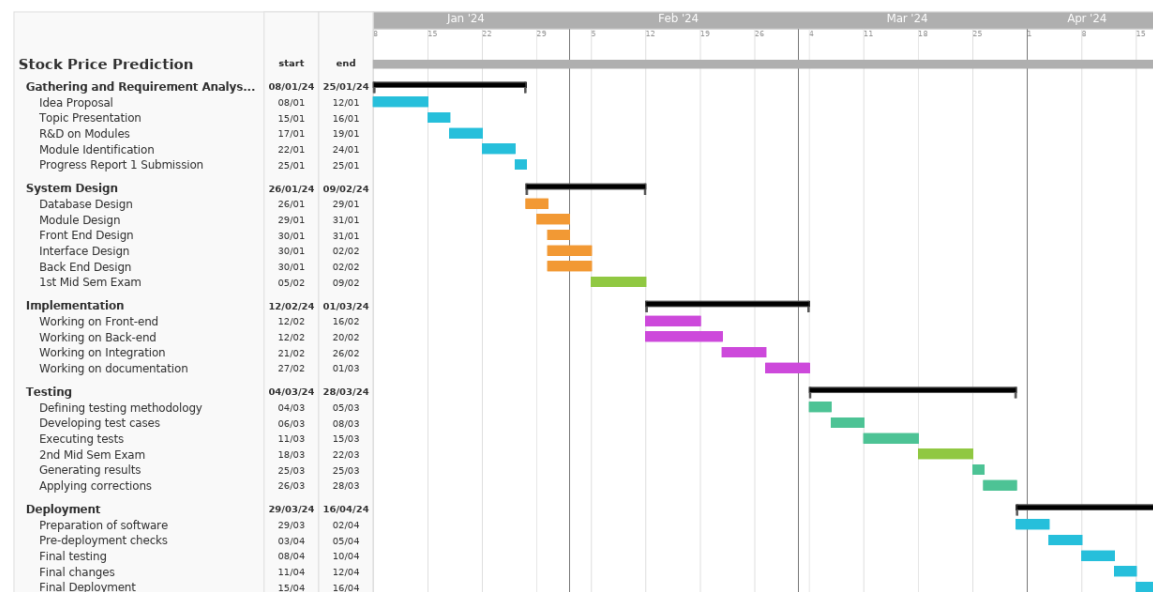 Jan '24 Feb '24 Mar '24 Apr '24
8 15 22 29 5 12 19 26 4 11 18 25 1 8 15
Stock Price Prediction start end
Gathering and Requirement Analys... 08/01/24 25/01/24
Idea Proposal 08/01 12/01
Topic Presentation 15/01 16/01
R&D on Modules 17/01 19/01
Module Identification 22/01 24/01
Progress Report 1 Submission 25/01 25/01
System Design 26/01/24 09/02/24
Database Design 26/01 29/01
Module Design 29/01 31/01
Front End Design 30/01 31/01
Interface Design 30/01 02/02
Back End Design 30/01 02/02
1st Mid Sem Exam 05/02 09/02
Implementation 12/02/24 01/03/24
Working on Front-end 12/02 16/02
Working on Back-end 12/02 20/02
Working on Integration 21/02 26/02
Working on documentation 27/02 01/03
Testing 04/03/24 28/03/24
Defining testing methodology 04/03 05/03
Developing test cases 06/03 08/03
Executing tests 11/03 15/03
2nd Mid Sem Exam 18/03 22/03
Generating results 25/03 25/03
Applying corrections 26/03 28/03
Deployment 29/03/24 16/04/24
Preparation of software 29/03 02/04
Pre-deployment checks 03/04 05/04
Final testing 08/04 10/04
Final changes 11/04 12/04
Final Deployment 15/04 16/04